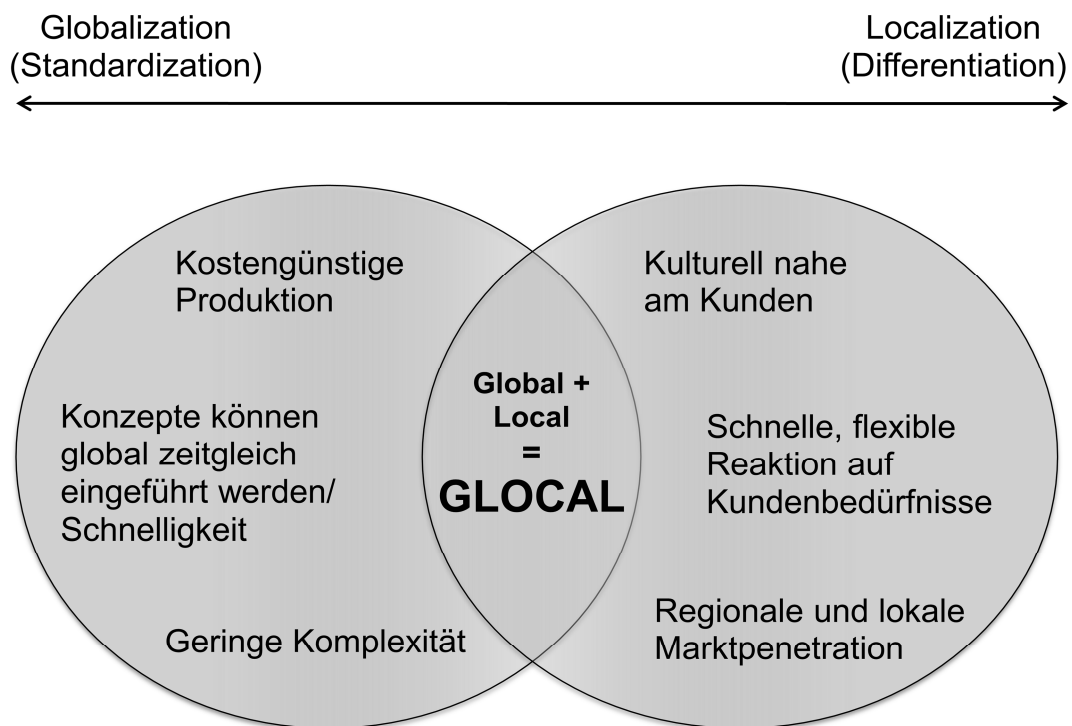 Globalization
(Standardization)
Localization
(Differentiation)
Kostengünstige
Produktion
Konzepte können
global zeitgleich
eingeführt werden/
Schnelligkeit
Geringe Komplexität
Global +
Local
=
GLOCAL
Kulturell nahe
am Kunden
Schnelle, flexible
Reaktion auf
Kundenbedürfnisse
Regionale und lokale
Marktpenetration